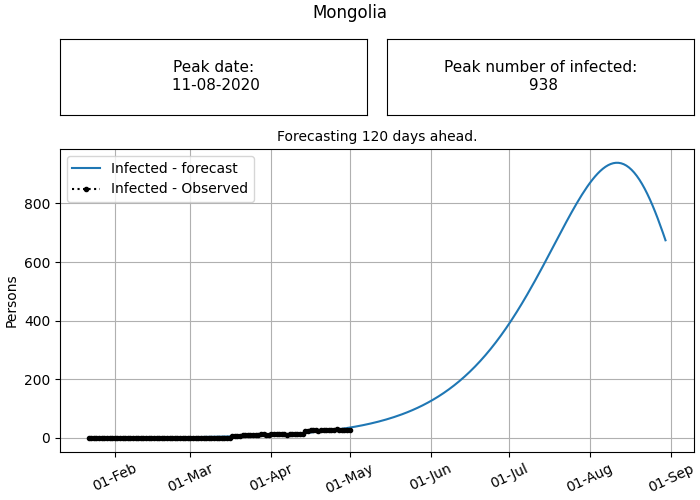 Mongolia
Peak date:
11-08-2020
Peak number of infected:
938
Forecasting 120 days ahead.
Infected - forecast
Infected - Observed
Persons
800
600
400
200
0
01-Feb
01-Mar
01-Apr
01-May
01-Jun
01-Jul
01-Aug
01-Sep